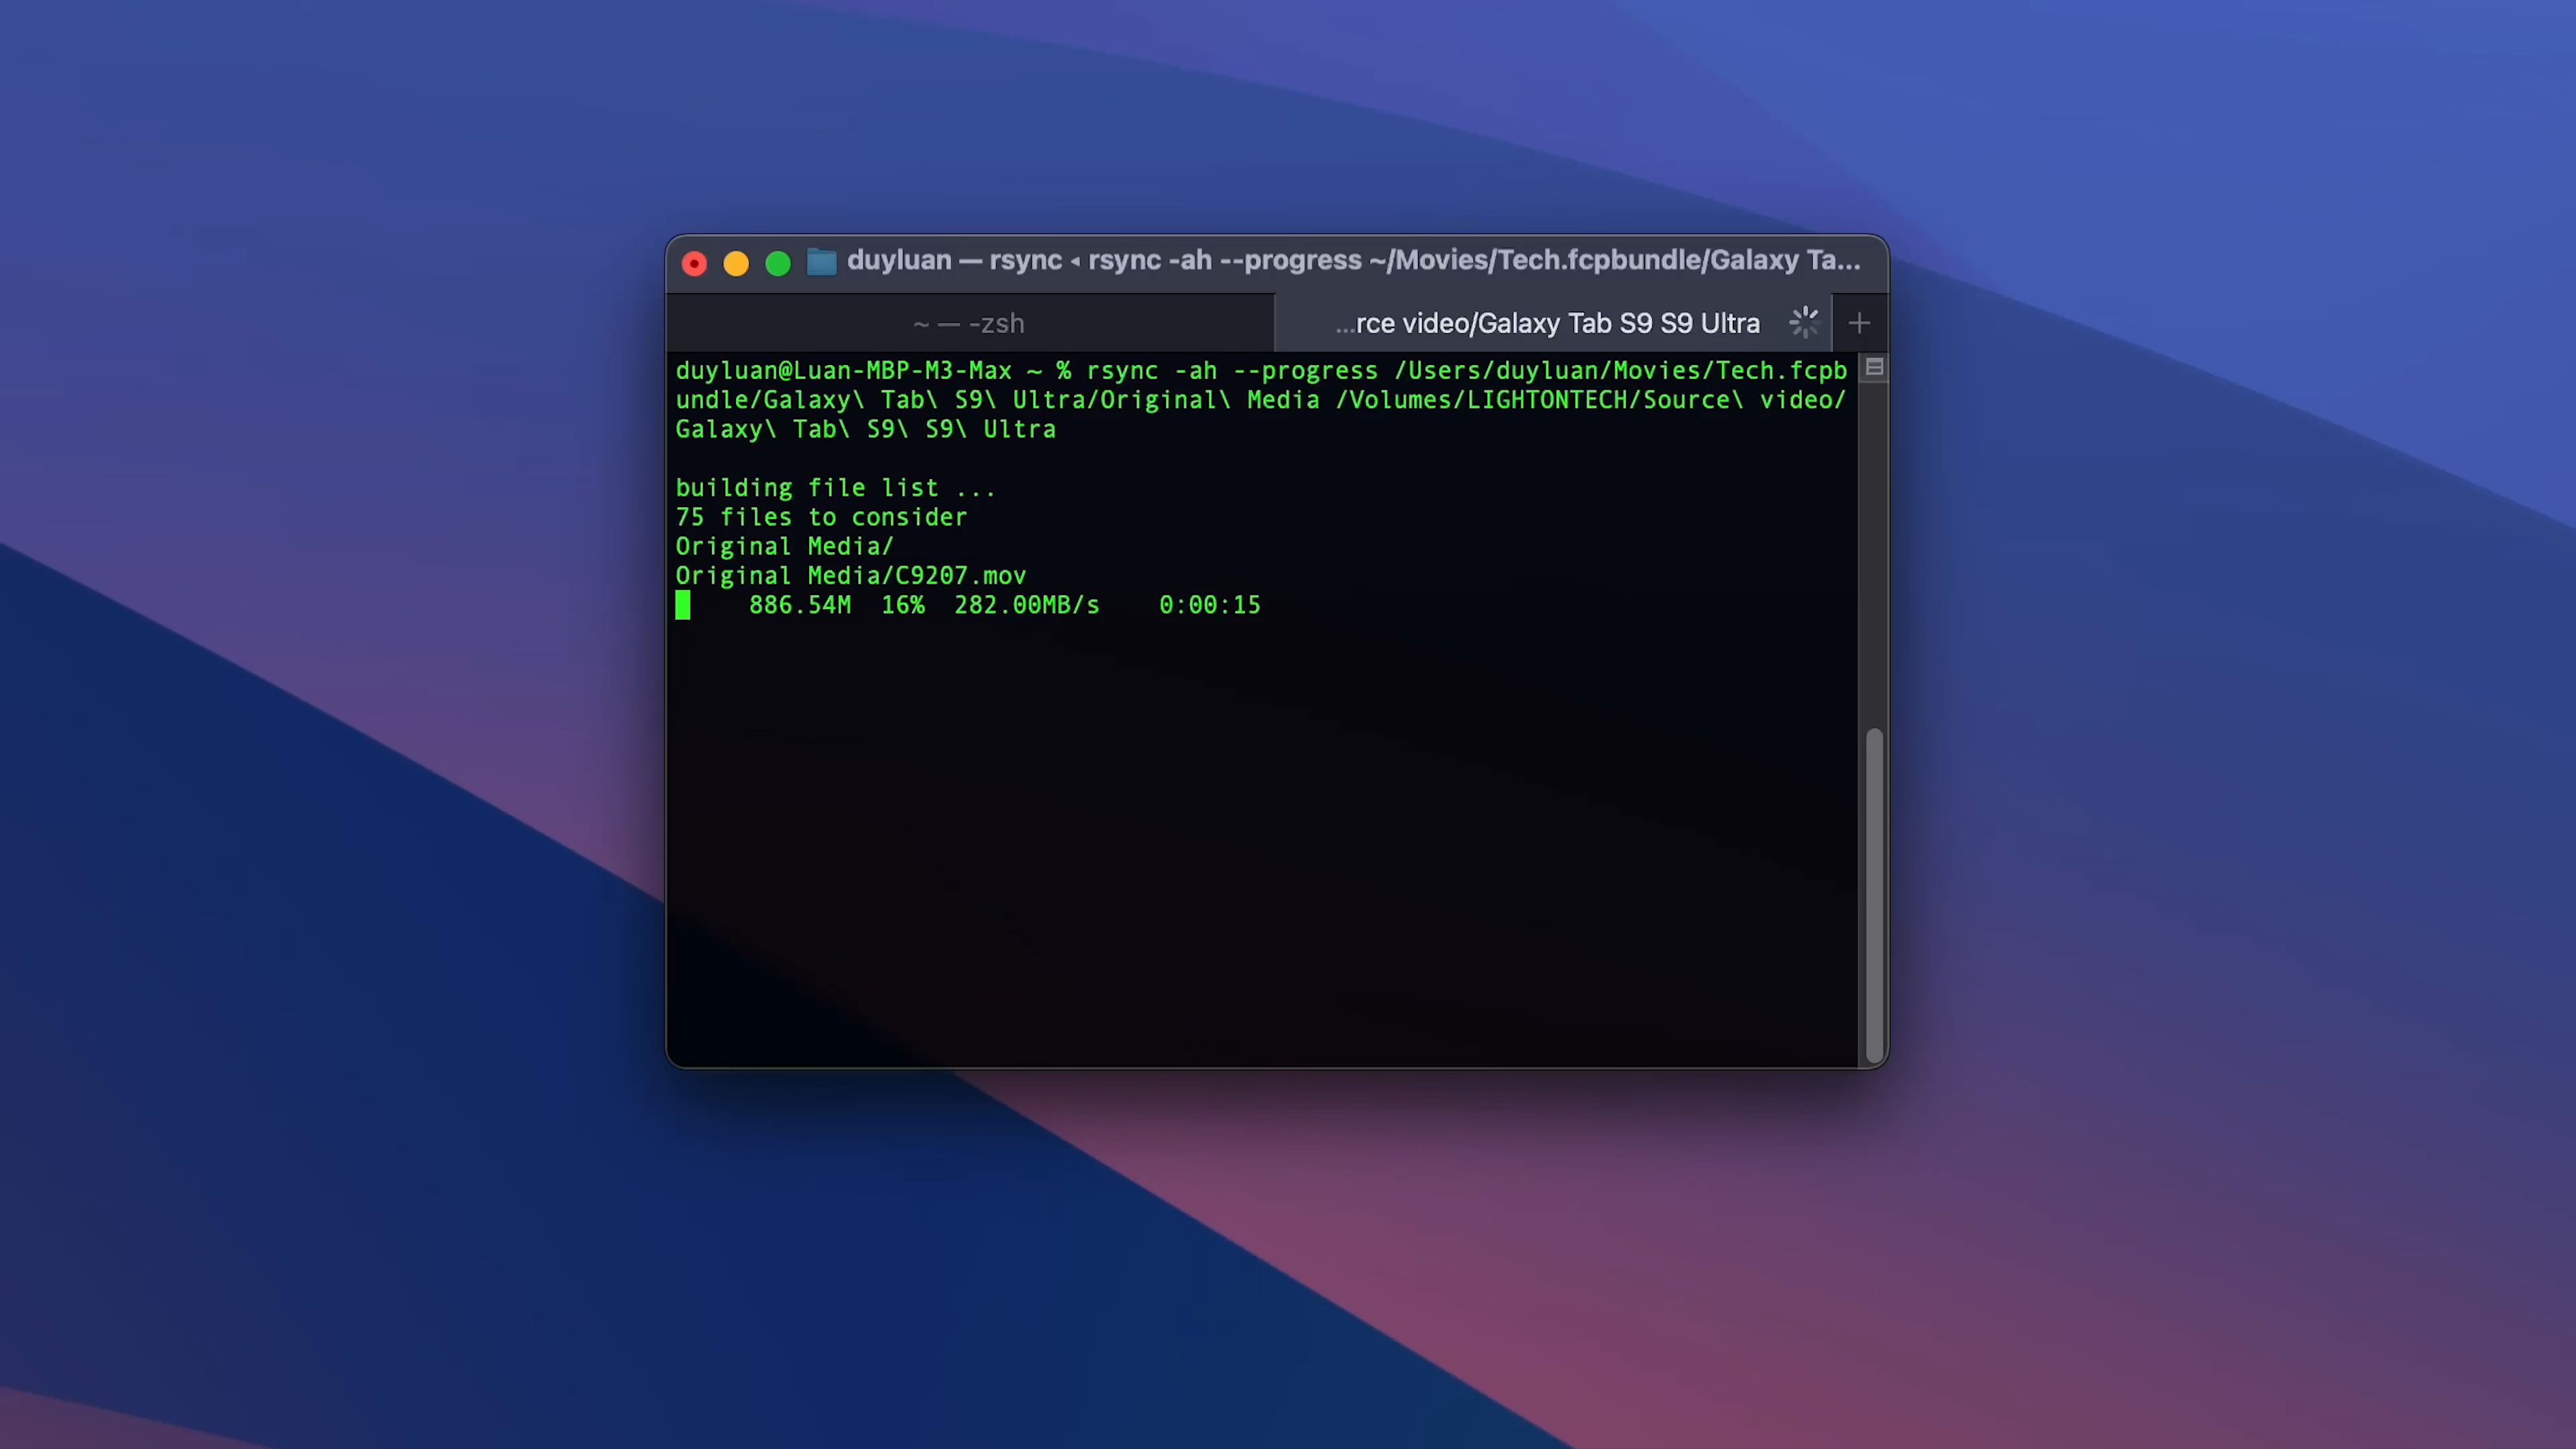 duyluan — rsync ◂ rsync -ah --progress ~/Movies/Tech.fcpbundle/Galaxy Ta...
~ — -zsh
...rce video/Galaxy Tab S9 S9 Ultra
duyluan@Luan-MBP-M3-Max ~ % rsync -ah --progress /Users/duyluan/Movies/Tech.fcpb
undle/Galaxy\ Tab\ S9\ Ultra/Original\ Media /Volumes/LIGHTONTECH/Source\ video/
Galaxy\ Tab\ S9\ S9\ Ultra
building file list ...
75 files to consider
Original Media/
Original Media/C9207.mov
886.54M 16% 282.00MB/s 0:00:15